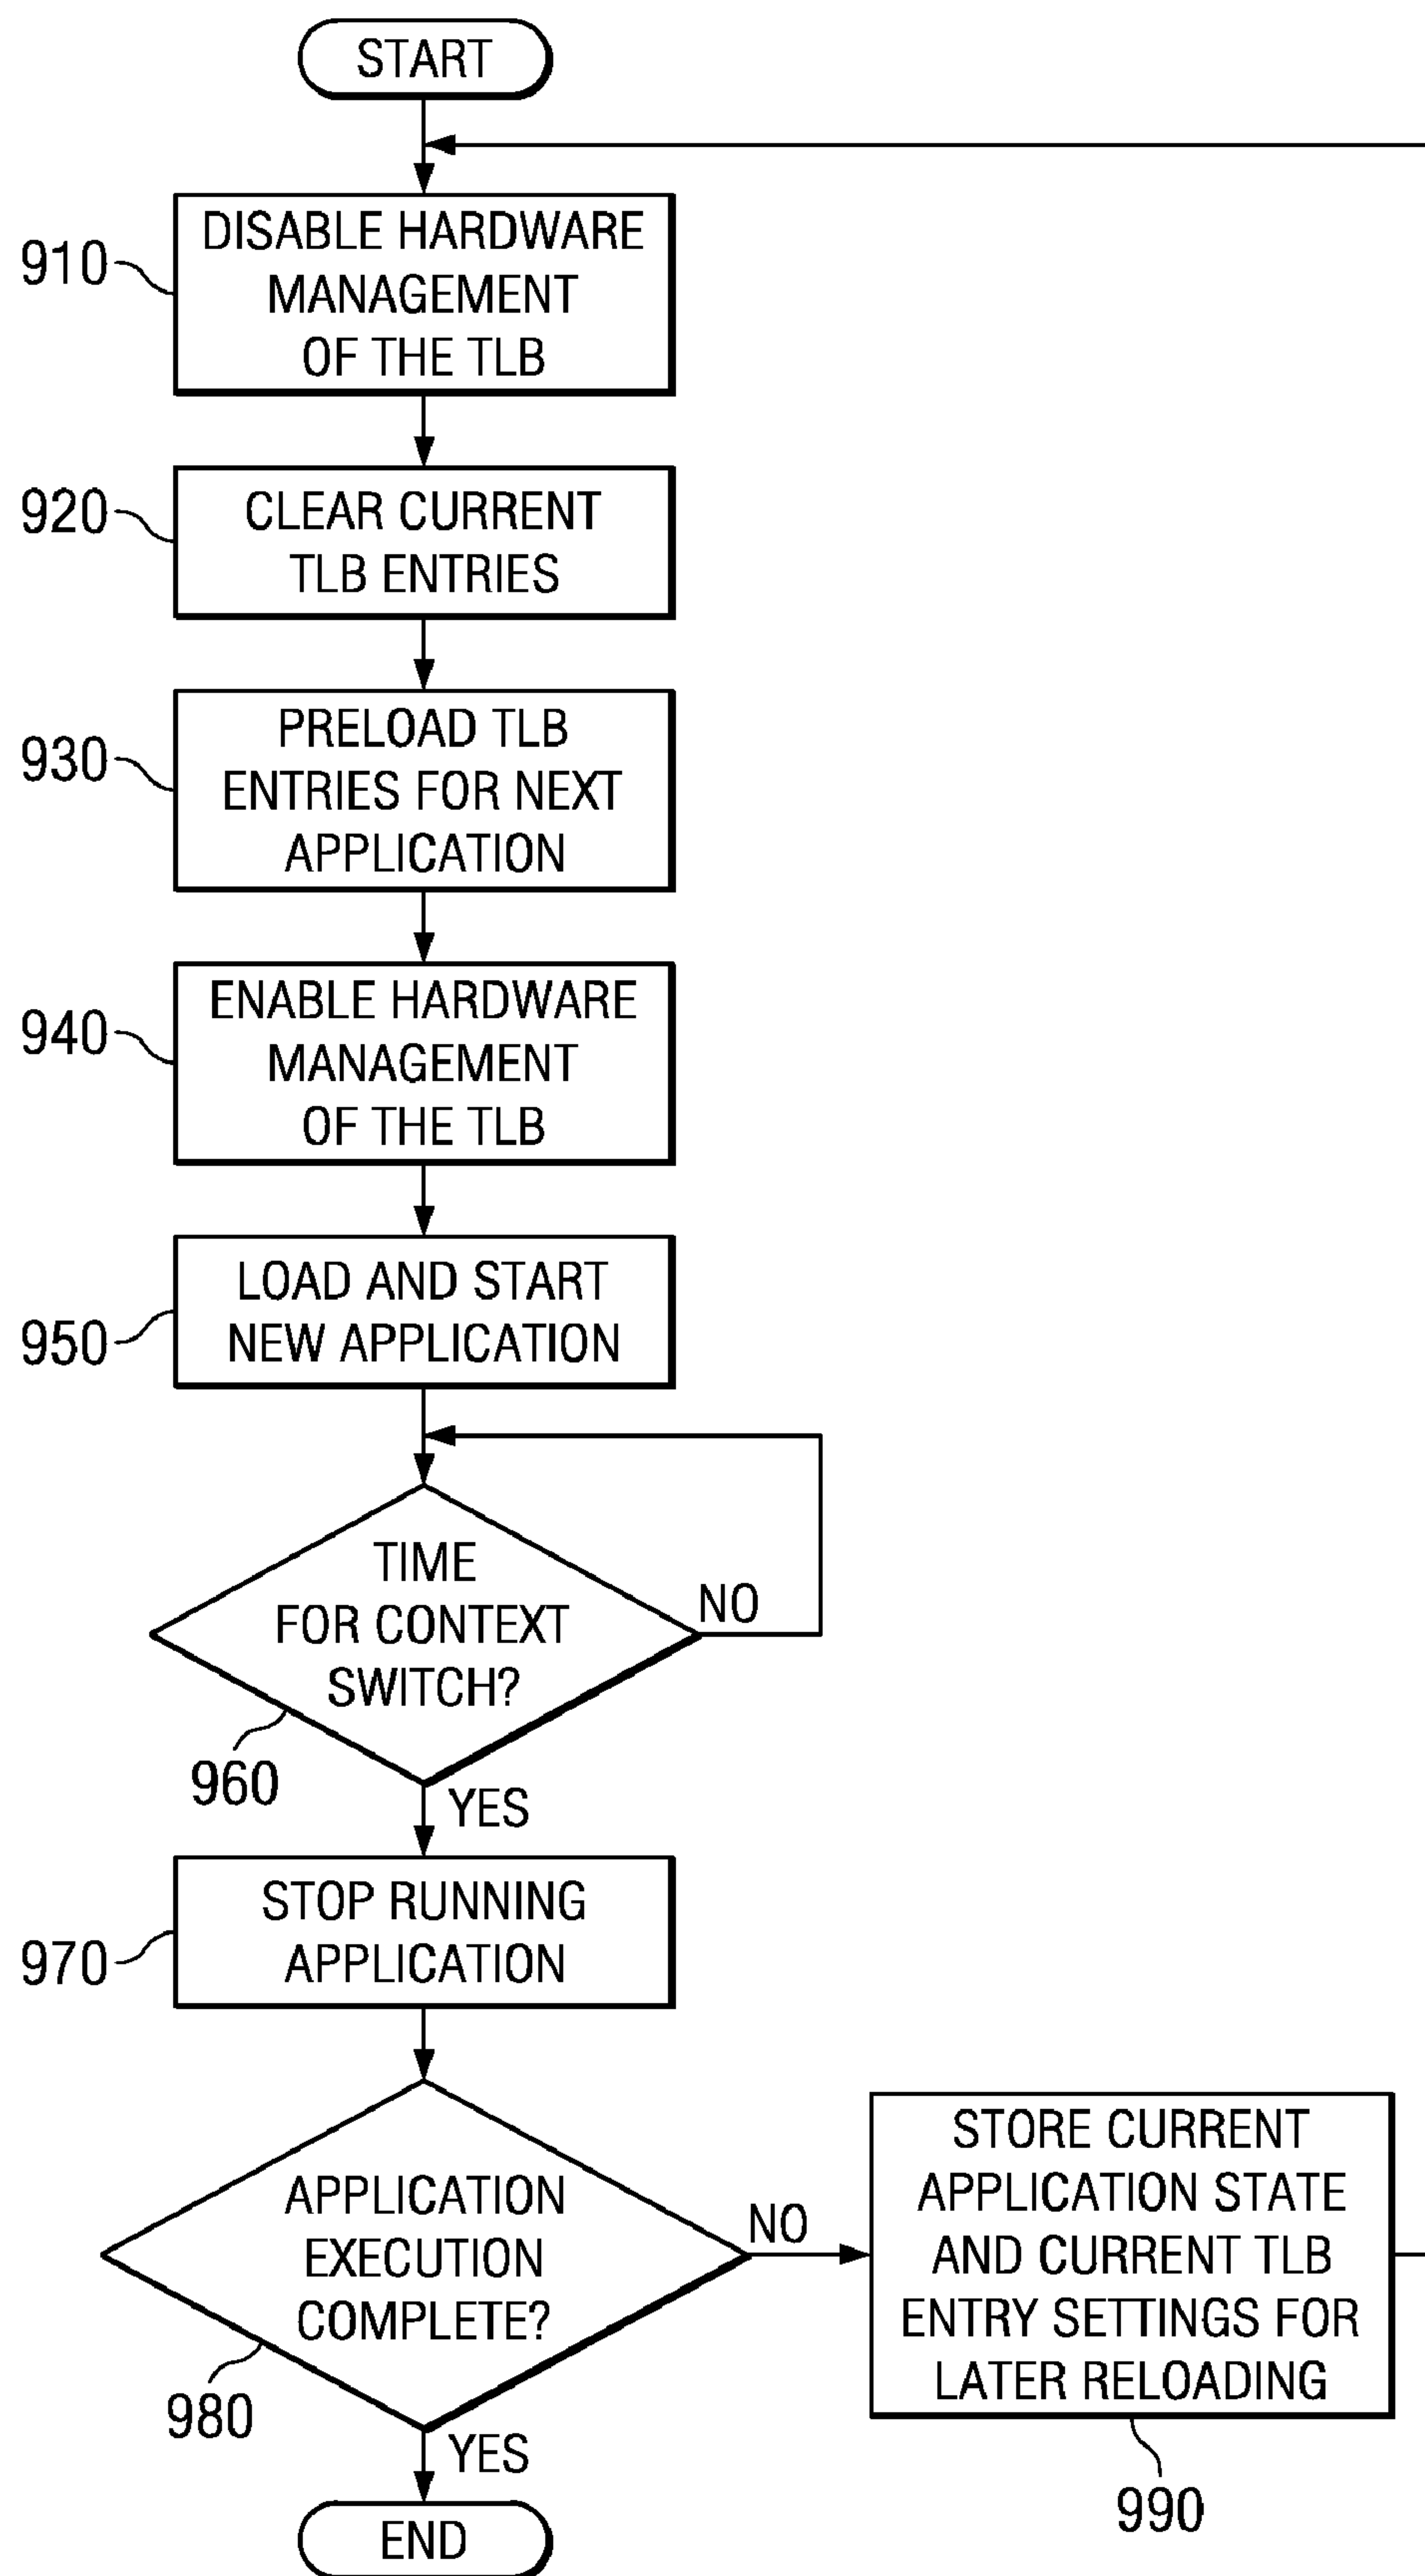 START
910
DISABLE HARDWARE
MANAGEMENT
OF THE TLB
920
CLEAR CURRENT
TLB ENTRIES
930
PRELOAD TLB
ENTRIES FOR NEXT
APPLICATION
940
ENABLE HARDWARE
MANAGEMENT
OF THE TLB
950
LOAD AND START
NEW APPLICATION
TIME
FOR CONTEXT
SWITCH?
NO
960
YES
970
STOP RUNNING
APPLICATION
APPLICATION
EXECUTION
COMPLETE?
NO
980
YES
STORE CURRENT
APPLICATION STATE
AND CURRENT TLB
ENTRY SETTINGS FOR
LATER RELOADING
990
END